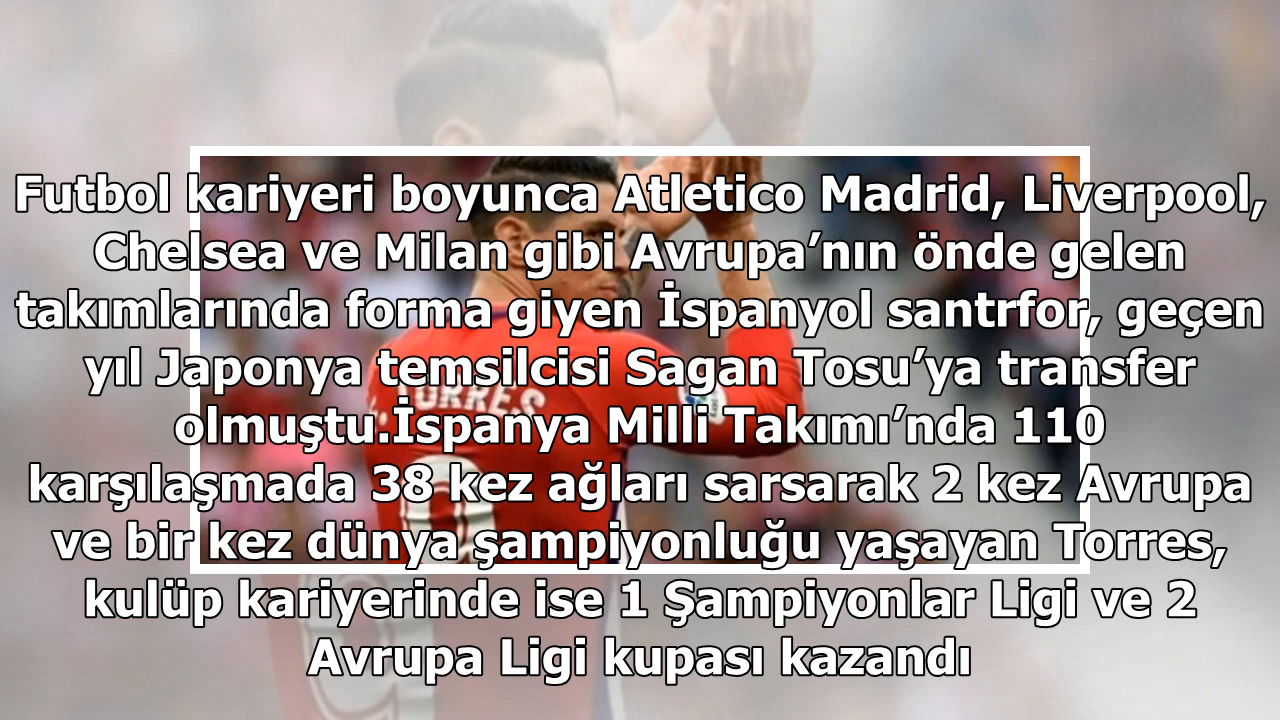 Futbol kariyeri boyunca Atletico Madrid, Liverpool,
Chelsea ve Milan gibi Avrupa’nın önde gelen
takımlarında forma giyen İspanyol santrfor, geçen
yıl Japonya temsilcisi Sagan Tosu’ya transfer
olmuştu.İspanya Milli Takımı’nda 110
karşılaşmada 38 kez ağları sarsarak 2 kez Avrupa
ve bir kez dünya şampiyonluğu yaşayan Torres,
kulüp kariyerinde ise 1 Şampiyonlar Ligi ve 2
Avrupa Ligi kupası kazandı